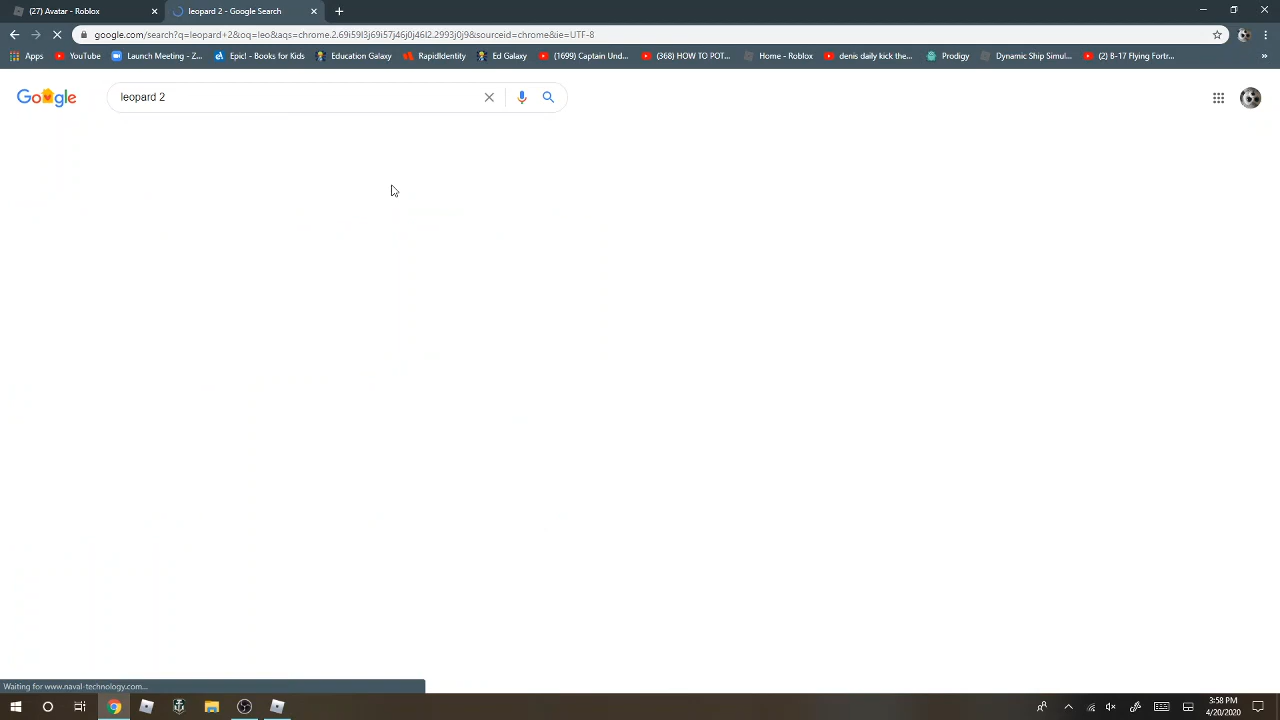 (27) Avatar - Roblox
leopard 2 - Google Search
google.com/search?q=leopard+2&oq=leo&aqs=chrome.2.69i59l3j69i57j46j0j46l2.2993j0j9&sourceid=chrome&ie=UTF-8
Apps YouTube Launch Meeting - Z... Epic! - Books for Kids Education Galaxy RapidIdentity Ed Galaxy (1699) Captain Und... (368) HOW TO POT... Home - Roblox denis daily kick the... Prodigy Dynamic Ship Simul... (2) B-17 Flying Fortr... »
Google leopard 2
Waiting for www.naval-technology.com...
3:58 PM
4/20/2020